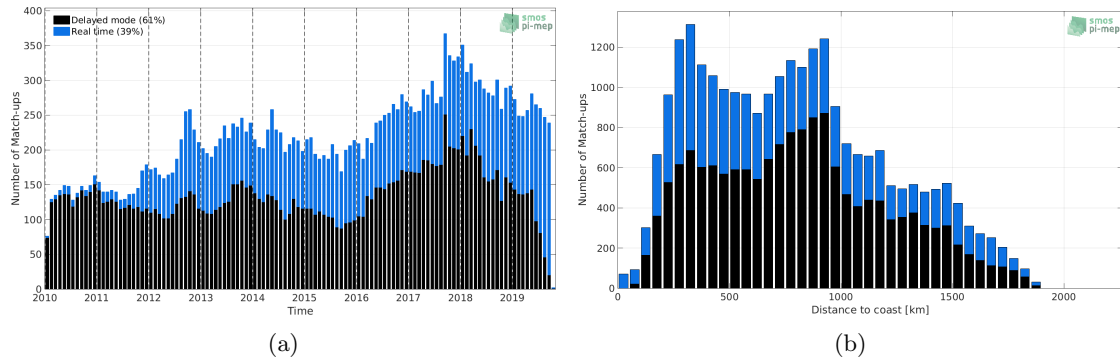 Delayed mode (61%)
Real time (39%)
smos
pi-mep
Number of Match-ups
400
350
300
250
200
150
100
50
0
2010 2011 2012 2013 2014 2015 2016 2017 2018 2019
Time
(a)
smos
pi-mep
Number of Match-ups
1200
1000
800
600
400
200
0
0 500 1000 1500 2000
Distance to coast [km]
(b)